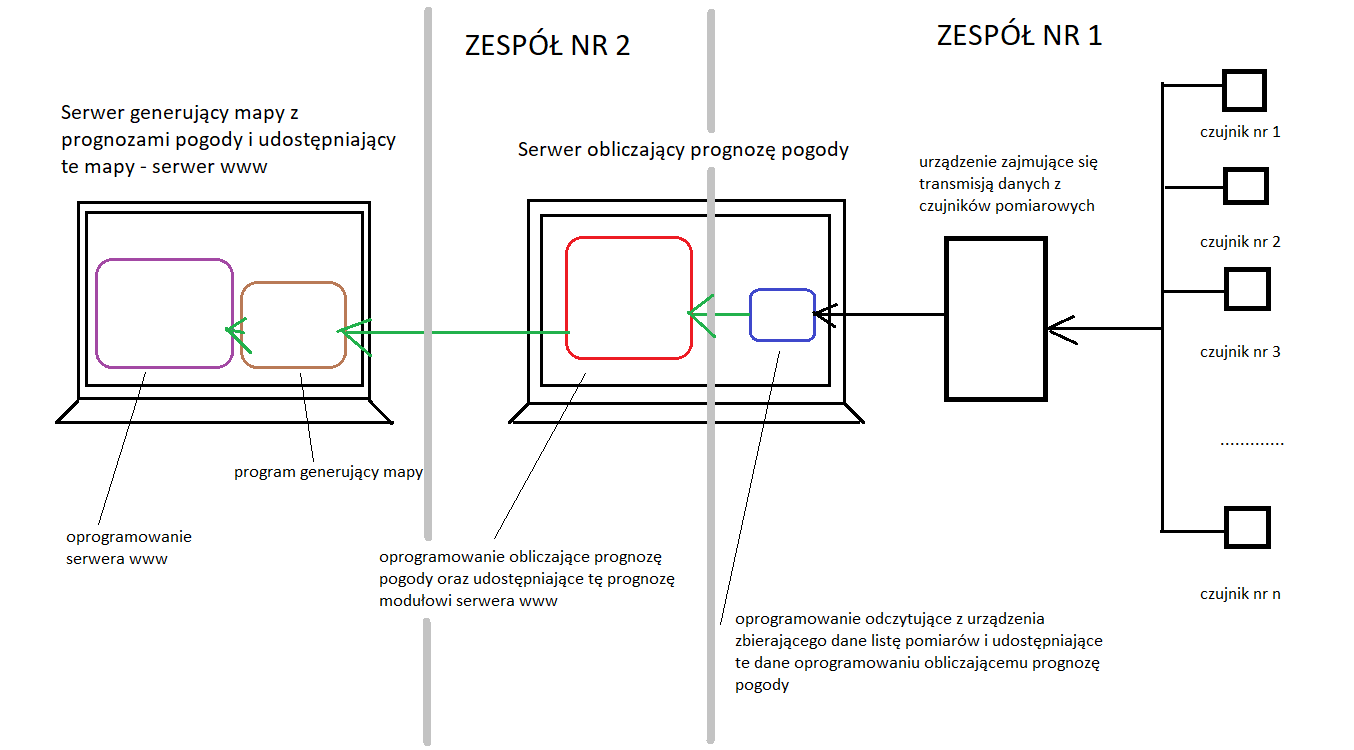 ZESPÓŁ NR 2
ZESPÓŁ NR 1
Serwer generujący mapy z
prognozami pogody i udostępniający
te mapy - serwer www
Serwer obliczający prognozę pogody
urządzenie zajmujące się
transmisją danych z
czujników pomiarowych
czujnik nr 1
czujnik nr 2
czujnik nr 3
.............
czujnik nr n
program generujący mapy
oprogramowanie
serwera www
oprogramowanie obliczające prognozę
pogody oraz udostępniające tę prognozę
modułowi serwera www
oprogramowanie odczytujące z urządzenia
zbierającego dane listę pomiarów i udostępniające
te dane oprogramowaniu obliczającemu prognozę
pogody